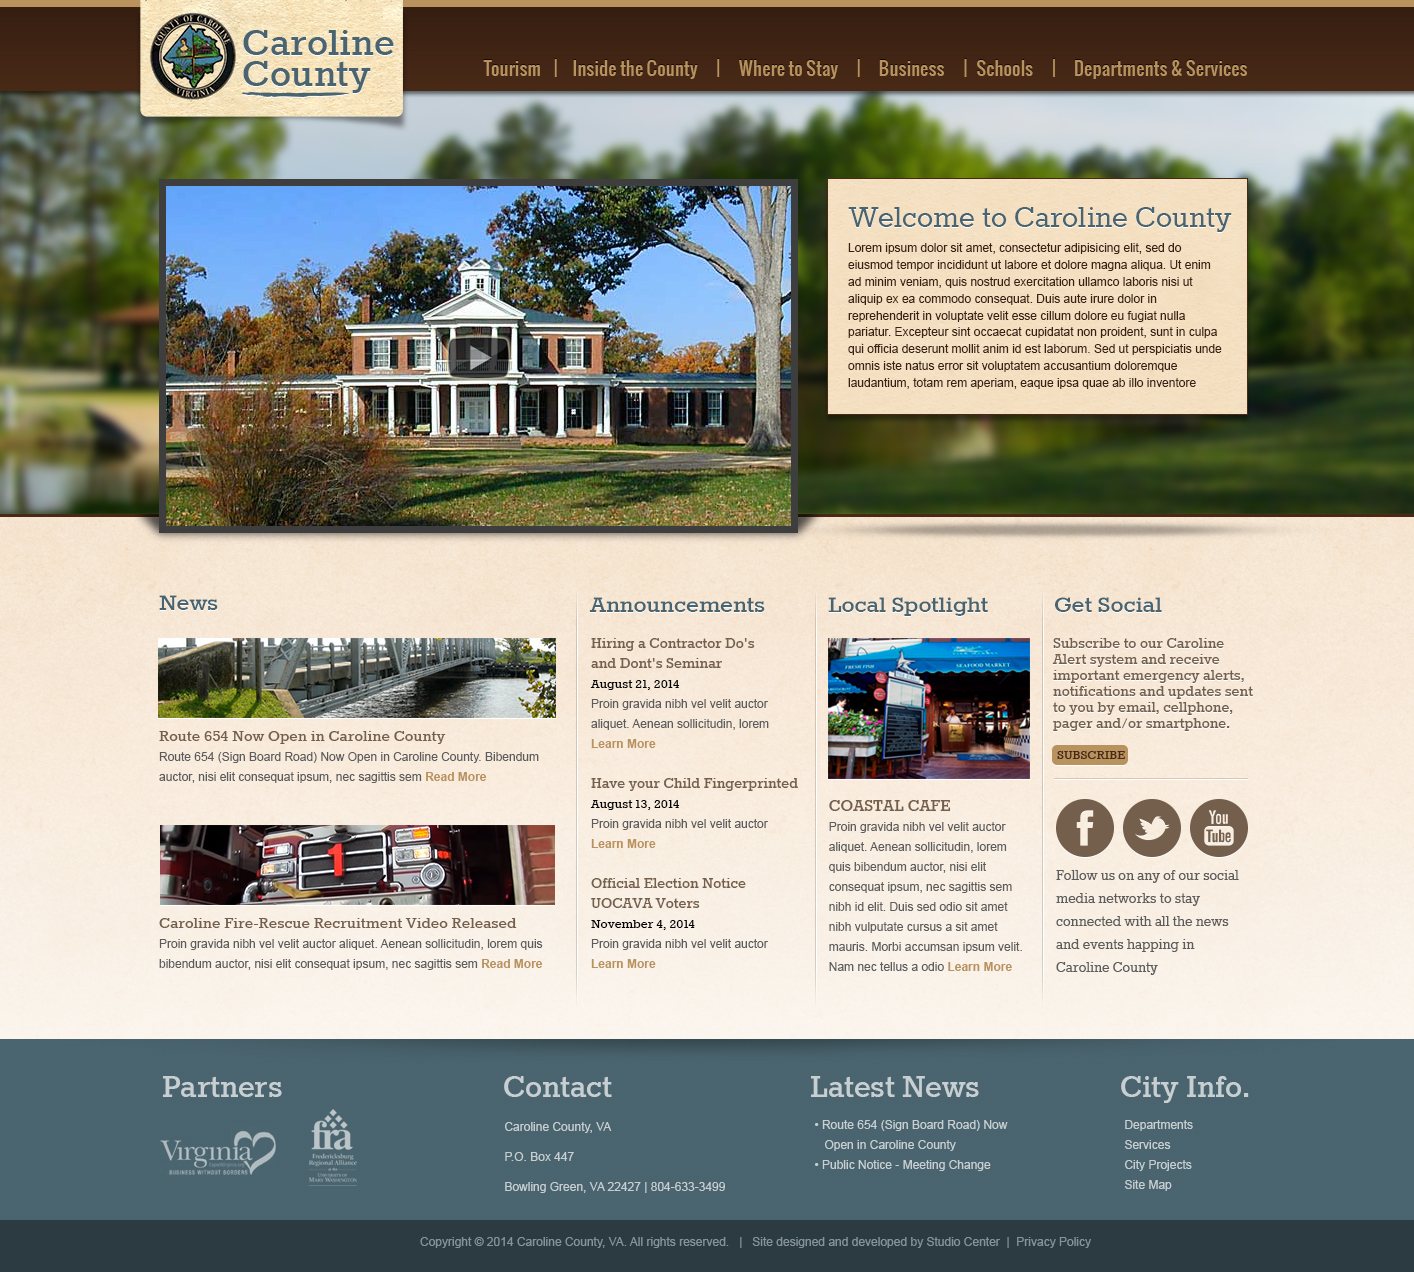 COUNTY OF CAROLINE
VIRGINIA
Caroline
County
Tourism | Inside the County | Where to Stay | Business | Schools | Departments & Services
Welcome to Caroline County
Lorem ipsum dolor sit amet, consectetur adipisicing elit, sed do
eiusmod tempor incididunt ut labore et dolore magna aliqua. Ut enim
ad minim veniam, quis nostrud exercitation ullamco laboris nisi ut
aliquip ex ea commodo consequat. Duis aute irure dolor in
reprehenderit in voluptate velit esse cillum dolore eu fugiat nulla
pariatur. Excepteur sint occaecat cupidatat non proident, sunt in culpa
qui officia deserunt mollit anim id est laborum. Sed ut perspiciatis unde
omnis iste natus error sit voluptatem accusantium doloremque
laudantium, totam rem aperiam, eaque ipsa quae ab illo inventore
News
Route 654 Now Open in Caroline County
Route 654 (Sign Board Road) Now Open in Caroline County. Bibendum
auctor, nisi elit consequat ipsum, nec sagittis sem Read More
1
Caroline Fire-Rescue Recruitment Video Released
Proin gravida nibh vel velit auctor aliquet. Aenean sollicitudin, lorem quis
bibendum auctor, nisi elit consequat ipsum, nec sagittis sem Read More
Announcements
Hiring a Contractor Do's
and Dont's Seminar
August 21, 2014
Proin gravida nibh vel velit auctor
aliquet. Aenean sollicitudin, lorem
Learn More
Have your Child Fingerprinted
August 13, 2014
Proin gravida nibh vel velit auctor
Learn More
Official Election Notice
UOCAVA Voters
November 4, 2014
Proin gravida nibh vel velit auctor
Learn More
Local Spotlight
FRESH FISH
SEAFOOD MARKET
COASTAL CAFE
Proin gravida nibh vel velit auctor
aliquet. Aenean sollicitudin, lorem
quis bibendum auctor, nisi elit
consequat ipsum, nec sagittis sem
nibh id elit. Duis sed odio sit amet
nibh vulputate cursus a sit amet
mauris. Morbi accumsan ipsum velit.
Nam nec tellus a odio Learn More
Get Social
Subscribe to our Caroline
Alert system and receive
important emergency alerts,
notifications and updates sent
to you by email, cellphone,
pager and/or smartphone.
SUBSCRIBE
f
You
Tube
Follow us on any of our social
media networks to stay
connected with all the news
and events happing in
Caroline County
Partners
Virginia
BUSINESS WITHOUT BORDERS
fra
Fredericksburg
Regional Alliance
UNIVERSITY OF
MARY WASHINGTON
Contact
Caroline County, VA
P.O. Box 447
Bowling Green, VA 22427 | 804-633-3499
Latest News
• Route 654 (Sign Board Road) Now
Open in Caroline County
• Public Notice - Meeting Change
City Info.
Departments
Services
City Projects
Site Map
Copyright © 2014 Caroline County, VA. All rights reserved. | Site designed and developed by Studio Center | Privacy Policy